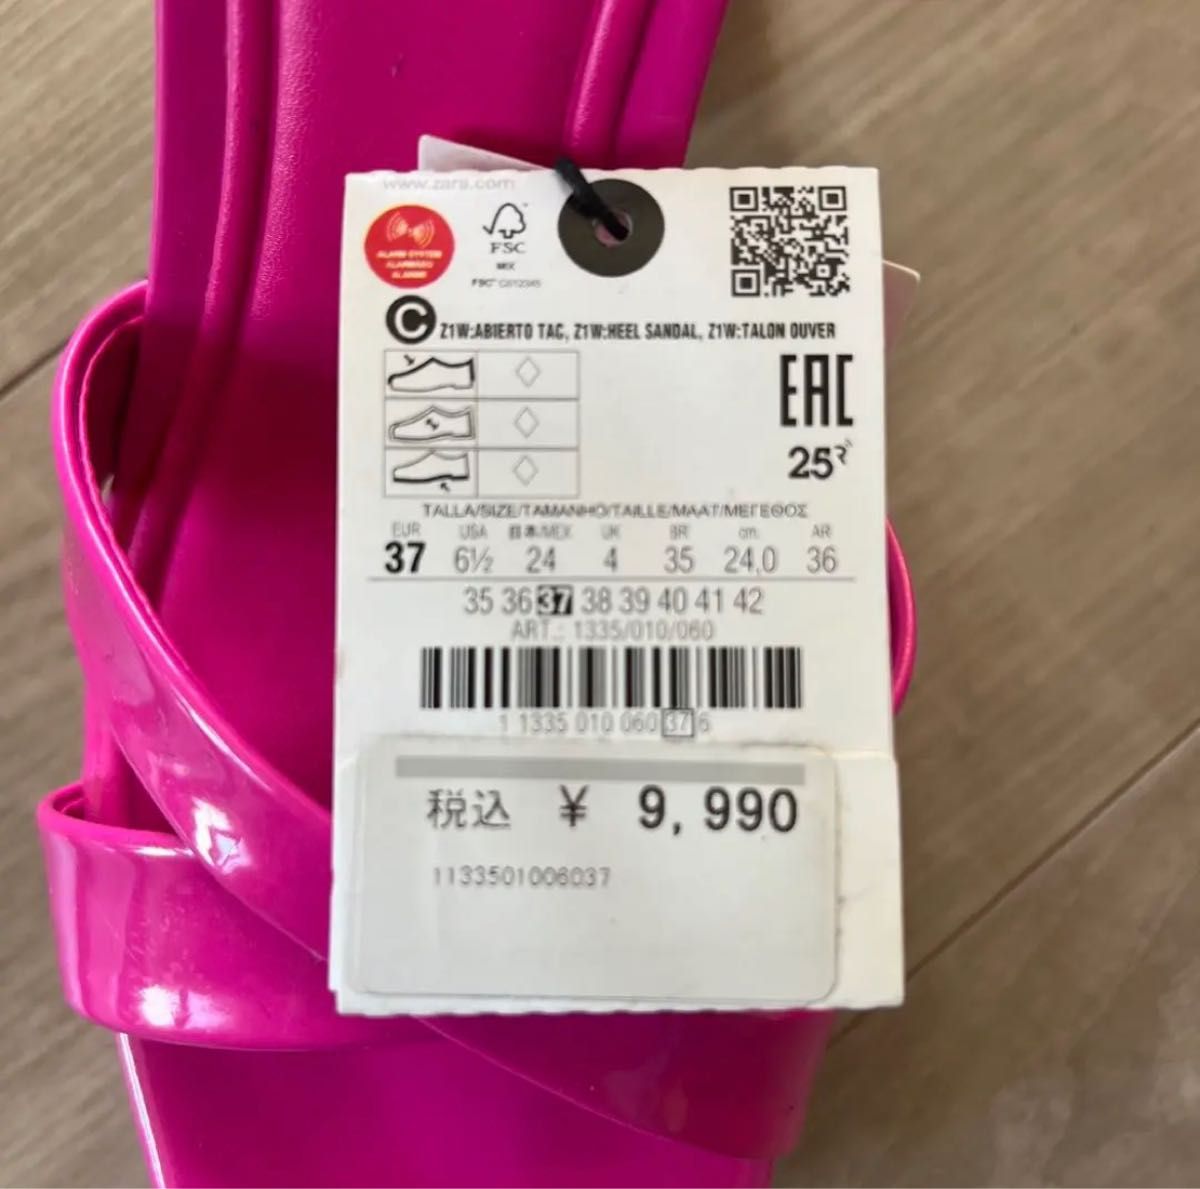 www.zara.com
ALARM SYSTEM
ALARMADO
ALARME
FSC
MIX
FSC® C012345
C Z1W:ABIERTO TAC, Z1W:HEEL SANDAL, Z1W:TALON OUVER
EAC
25
TALLA/SIZE/TAMANHO/TAILLE/MAAT/ΜΕΓΕΘΟΣ
EUR USA 日本/MEX UK BR cm. AR
37 6½ 24 4 35 24,0 36
35 36 37 38 39 40 41 42
ART.: 1335/010/060
1 1335 010 060 37 6
税込 ¥ 9,990
1133501006037